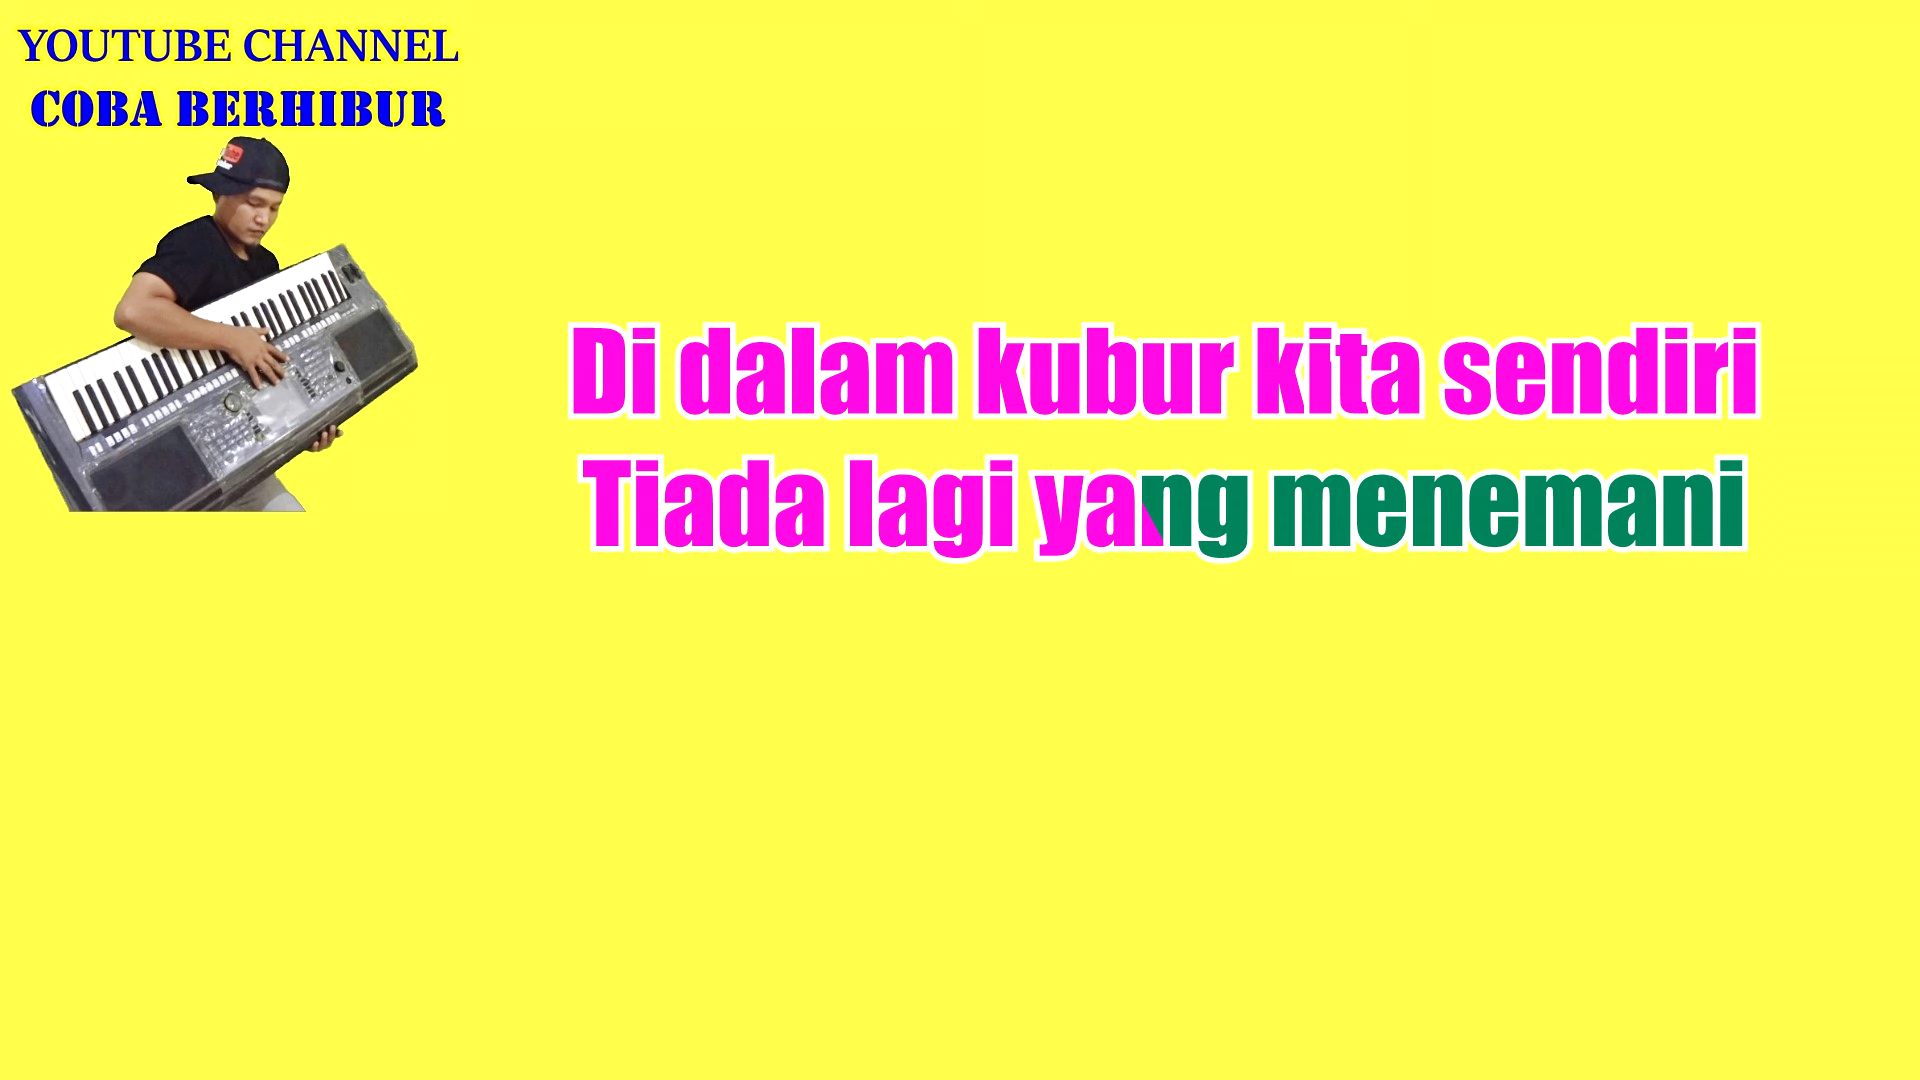 YOUTUBE CHANNEL
COBA BERHIBUR
Di dalam kubur kita sendiri
Tiada lagi yang menemani